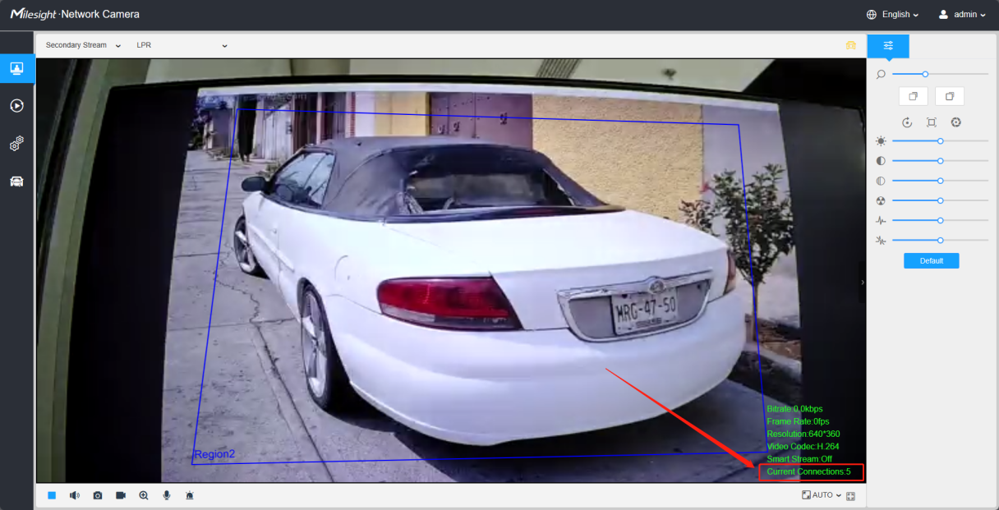 Milesight · Network Camera
English
admin
Secondary Stream
LPR
MRG-47-50
Bitrate:0.0kbps
Frame Rate:0fps
Resolution:640*360
Video Codec:H.264
Smart Stream:Off
Current Connections:5
Region2
Default
AUTO